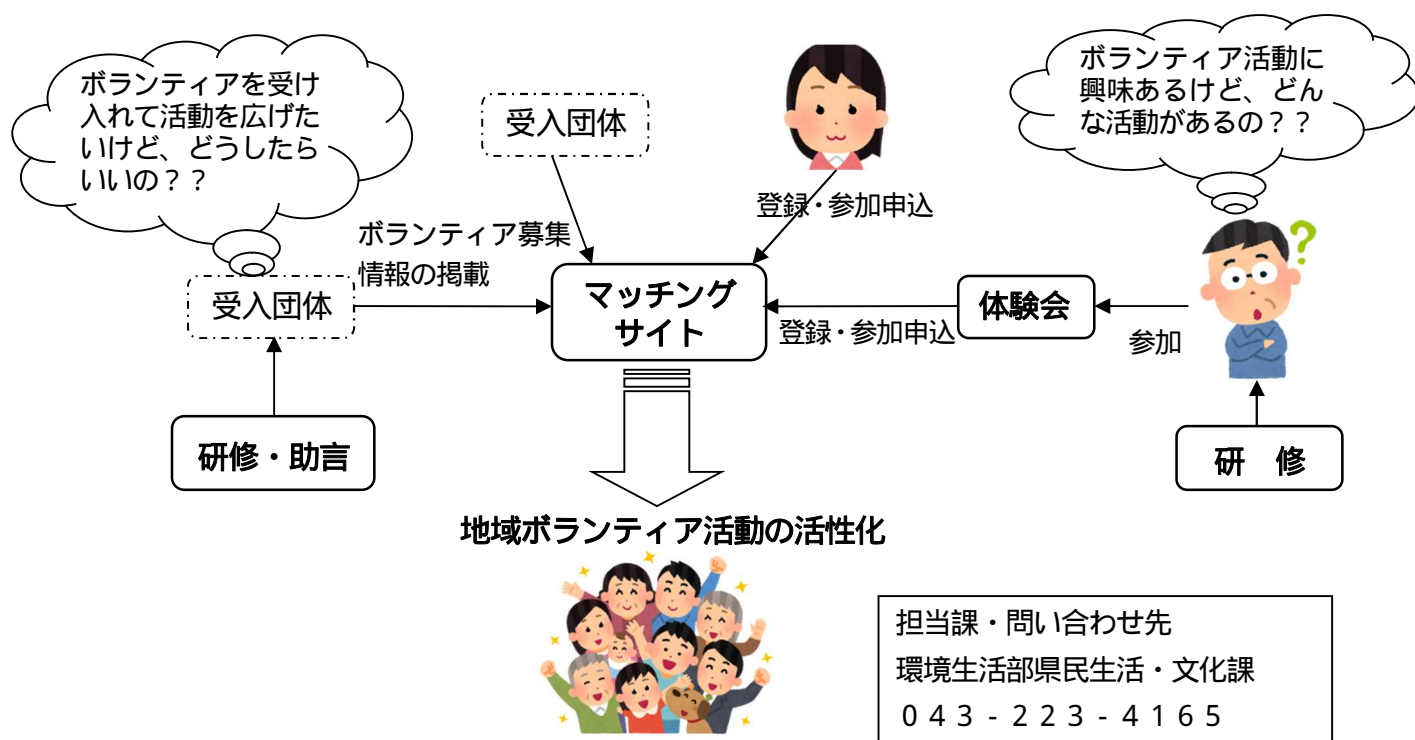 ボランティアを受け
入れて活動を広げた
いけど、どうしたら
いいの？？
受入団体
ボランティア活動に
興味あるけど、どん
な活動があるの？？
登録・参加申込
ボランティア募集
情報の掲載
受入団体
マッチング
サイト
登録・参加申込
体験会
参加
?
研修・助言
研　修
地域ボランティア活動の活性化
担当課・問い合わせ先
環境生活部県民生活・文化課
０４３-２２３-４１６５